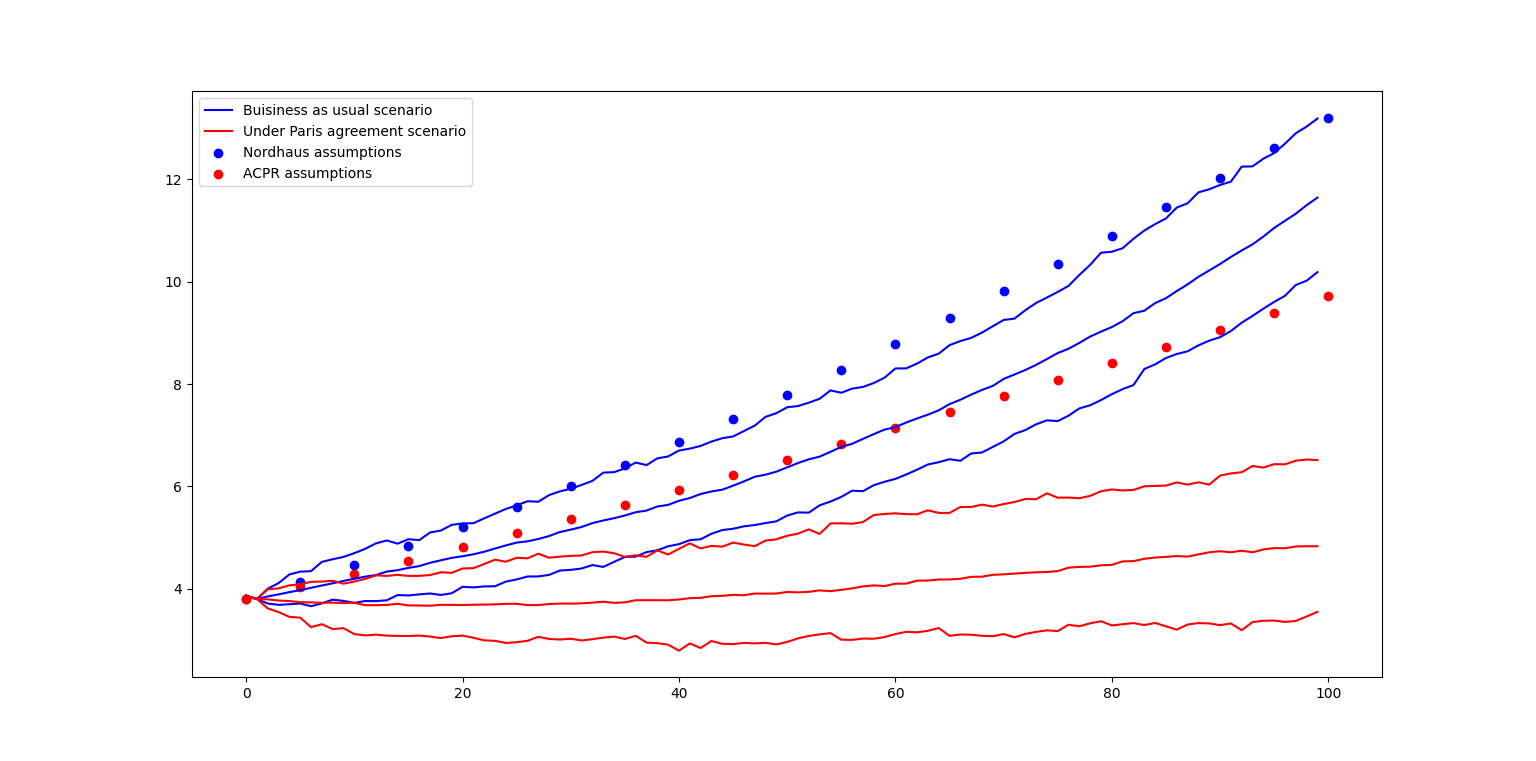 Buisiness as usual scenario
Under Paris agreement scenario
Nordhaus assumptions
ACPR assumptions
12
10
8
6
4
0 20 40 60 80 100